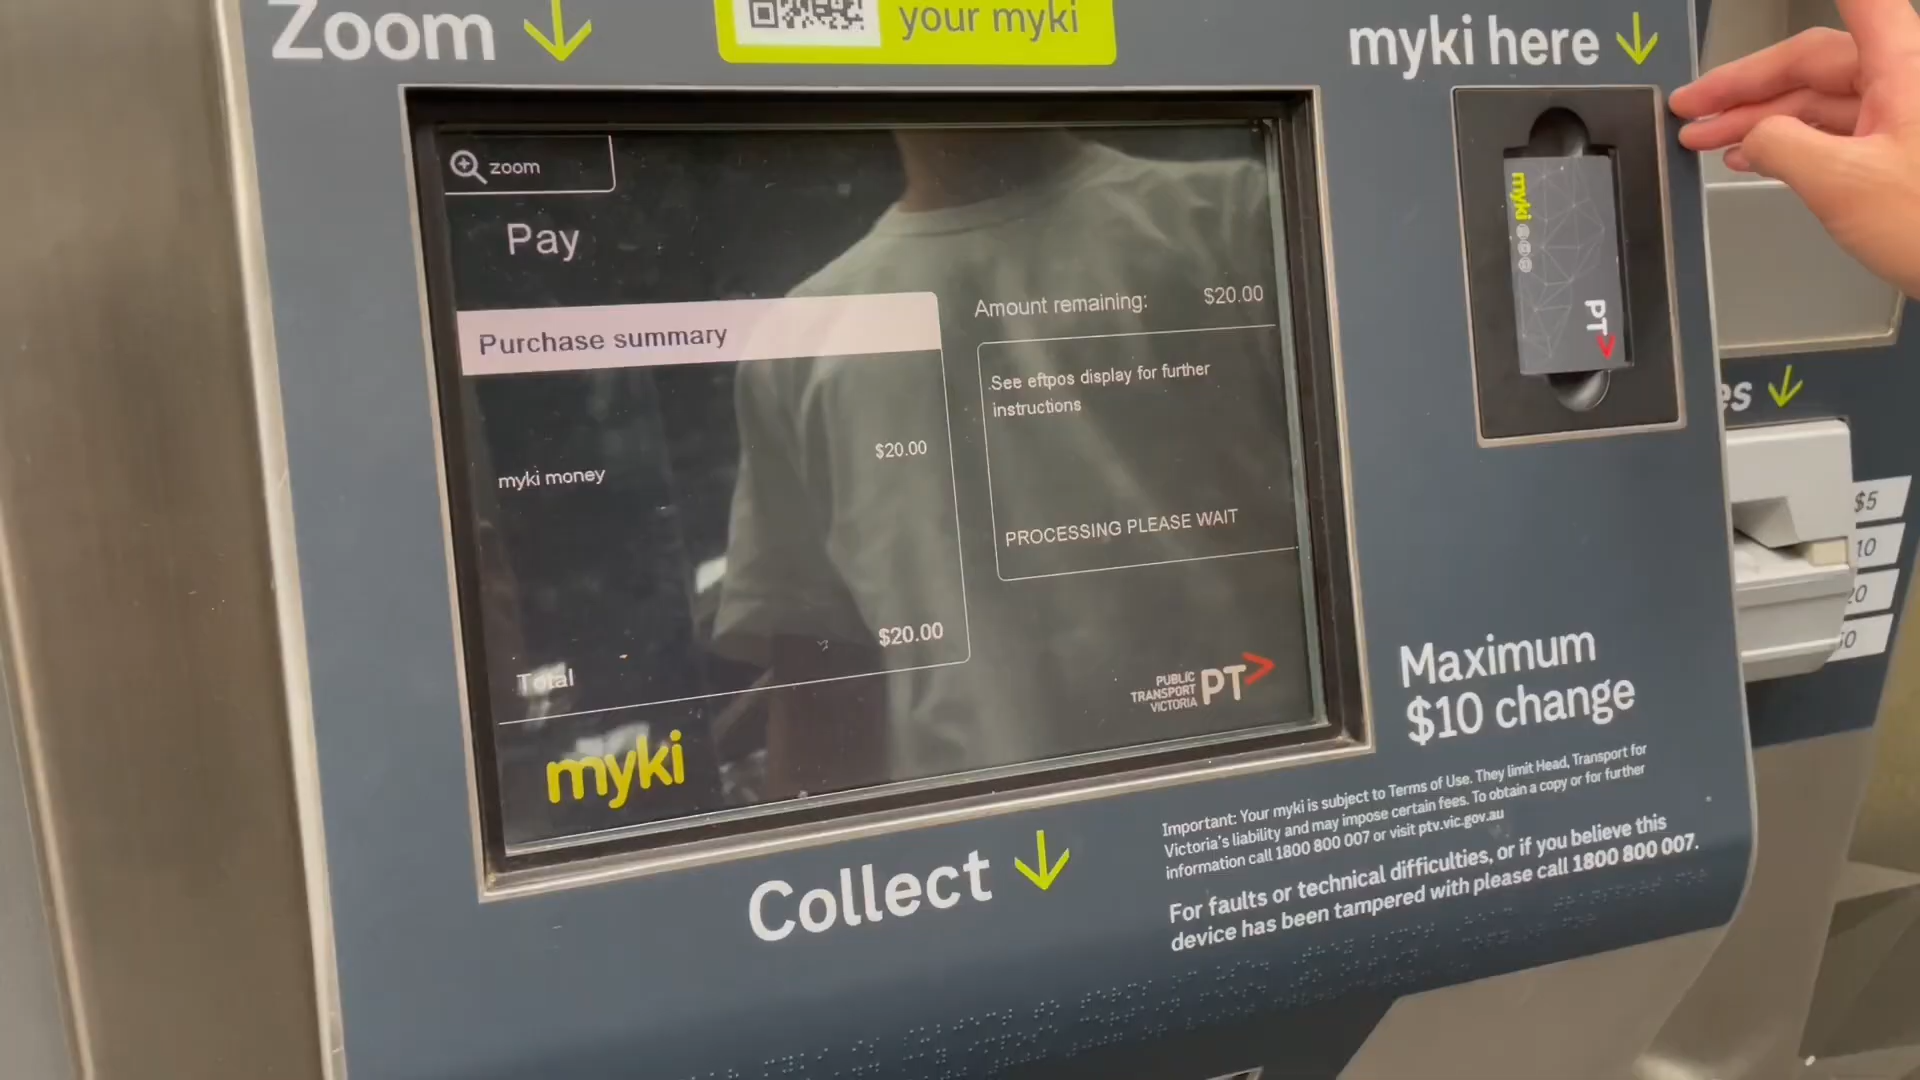 Zoom
your myki
myki here
zoom
Pay
Purchase summary
myki money
$20.00
Total
$20.00
Amount remaining: $20.00
See eftpos display for further
instructions
PROCESSING PLEASE WAIT
PUBLIC
TRANSPORT
VICTORIA
PT
myki
myki
PT
$5
10
20
Maximum
$10 change
Important: Your myki is subject to Terms of Use. They limit Head, Transport for
Victoria's liability and may impose certain fees. To obtain a copy or for further
information call 1800 800 007 or visit ptv.vic.gov.au
For faults or technical difficulties, or if you believe this
device has been tampered with please call 1800 800 007.
Collect